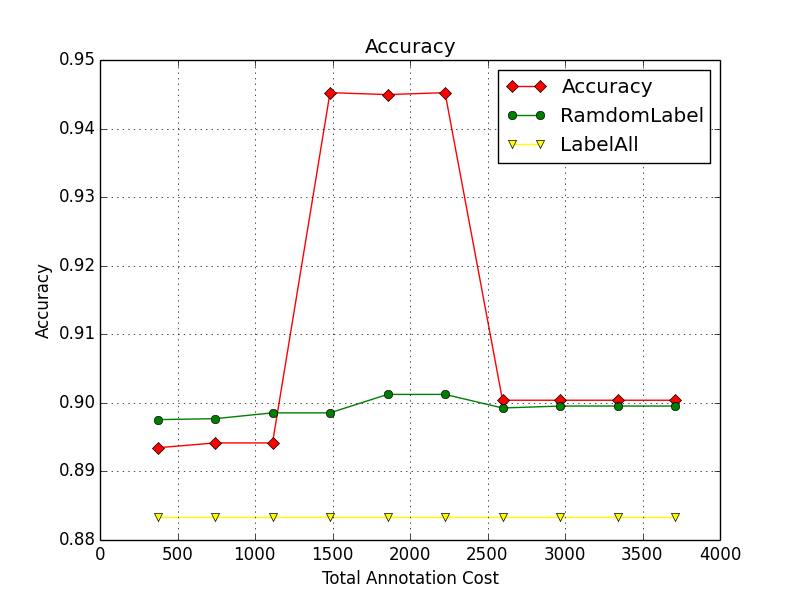 Accuracy
0.95
0.94
0.93
0.92
0.91
0.90
0.89
0.88
Accuracy
Accuracy
RamdomLabel
LabelAll
0 500 1000 1500 2000 2500 3000 3500 4000
Total Annotation Cost